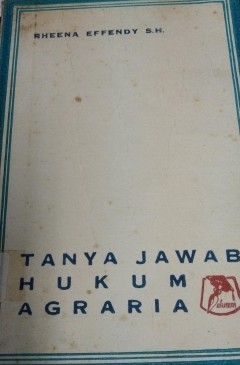 RHEENA EFFENDY S.H.
TANYA JAWAB
HUKUM
AGRARIA